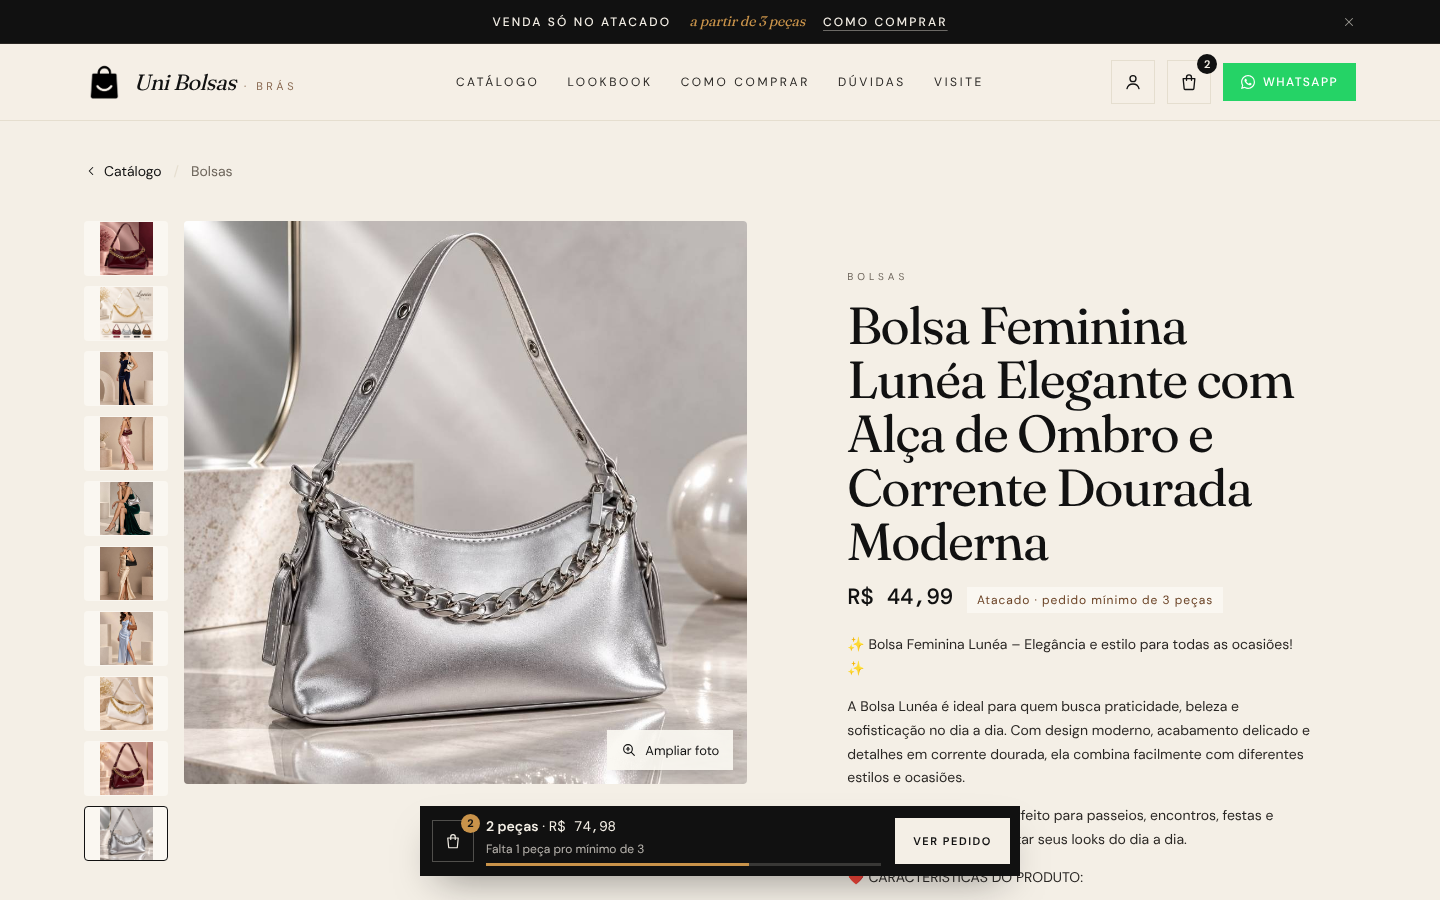 VENDA SÓ NO ATACADO a partir de 3 peças COMO COMPRAR
Uni Bolsas · BRÁS
CATÁLOGO LOOKBOOK COMO COMPRAR DÚVIDAS VISITE
2
WHATSAPP
Catálogo / Bolsas
BOLSAS
Bolsa Feminina
Lunéa Elegante com
Alça de Ombro e
Corrente Dourada
Moderna
R$ 44,99 Atacado · pedido mínimo de 3 peças
✨ Bolsa Feminina Lunéa – Elegância e estilo para todas as ocasiões!
✨
A Bolsa Lunéa é ideal para quem busca praticidade, beleza e
sofisticação no dia a dia. Com design moderno, acabamento delicado e
detalhes em corrente dourada, ela combina facilmente com diferentes
estilos e ocasiões.
Ampliar foto
feito para passeios, encontros, festas e
tar seus looks do dia a dia.
❤️ CARACTERÍSTICAS DO PRODUTO:
2
2 peças · R$ 74,98
Falta 1 peça pro mínimo de 3
VER PEDIDO